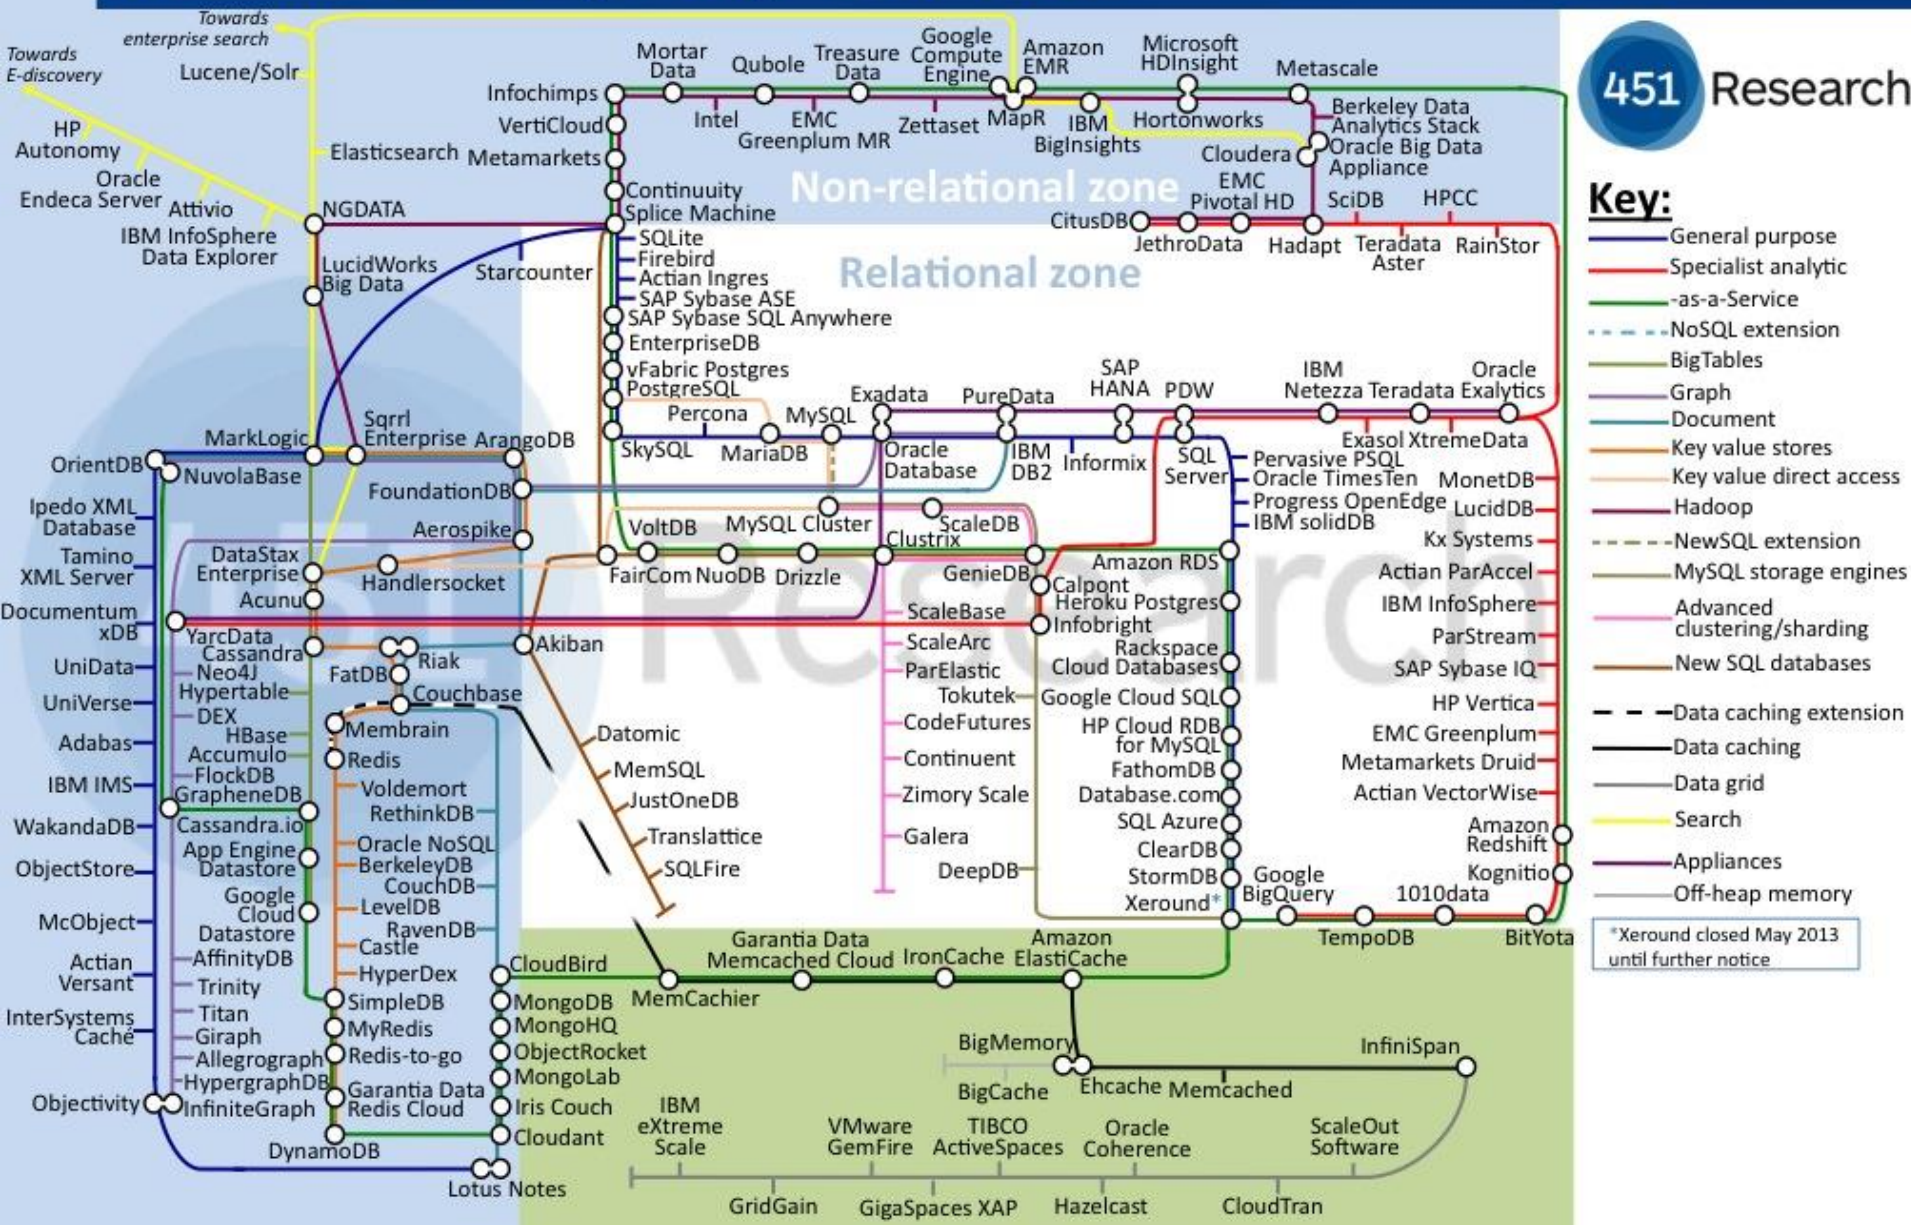 Towards
enterprise search
Towards
E-discovery
Lucene/Solr
HP
Autonomy
Oracle
Endeca Server
Attivio
IBM InfoSphere
Data Explorer
Elasticsearch
NGDATA
LucidWorks
Big Data
Starcounter
Infochimps
VertiCloud
Metamarkets
Continuuity
Splice Machine
Mortar
Data
Qubole
Treasure
Data
Google
Compute
Engine
Amazon
EMR
Microsoft
HDInsight
Metascale
Intel
EMC
Greenplum MR
Zettaset
MapR
IBM
BigInsights
Hortonworks
Berkeley Data
Analytics Stack
Oracle Big Data
Appliance
Cloudera
Non-relational zone
EMC
Pivotal HD
CitusDB
JethroData
Hadapt
SciDB
HPCC
Teradata
Aster
RainStor
Relational zone
SQLite
Firebird
Actian Ingres
SAP Sybase ASE
SAP Sybase SQL Anywhere
EnterpriseDB
vFabric Postgres
PostgreSQL
Percona
MySQL
SkySQL
MariaDB
Exadata
PureData
SAP
HANA
PDW
IBM
Netezza
Teradata
Oracle
Exalytics
Oracle
Database
IBM
DB2
Informix
SQL
Server
Exasol
XtremeData
Pervasive PSQL
Oracle TimesTen
Progress OpenEdge
IBM solidDB
MonetDB
LucidDB
Kx Systems
Actian ParAccel
IBM InfoSphere
ParStream
SAP Sybase IQ
HP Vertica
EMC Greenplum
Metamarkets Druid
Actian VectorWise
Amazon
Redshift
Kognitio
BitYota
1010data
TempoDB
Google
BigQuery
MarkLogic
Sqrrl
Enterprise
ArangoDB
OrientDB
NuvolaBase
FoundationDB
Aerospike
Ipedo XML
Database
Tamino
XML Server
Documentum
xDB
UniData
UniVerse
Adabas
IBM IMS
WakandaDB
ObjectStore
McObject
Actian
Versant
InterSystems
Caché
Objectivity
DataStax
Enterprise
Acunu
Handlersocket
YarcData
Cassandra
Neo4J
Hypertable
DEX
HBase
Accumulo
FlockDB
GrapheneDB
Cassandra.io
App Engine
Datastore
Google
Cloud
Datastore
AffinityDB
Trinity
Titan
Giraph
Allegrograph
HypergraphDB
InfiniteGraph
DynamoDB
Riak
FatDB
Couchbase
Membrain
Redis
Voldemort
RethinkDB
Oracle NoSQL
BerkeleyDB
CouchDB
LevelDB
RavenDB
Castle
HyperDex
SimpleDB
MyRedis
Redis-to-go
Garantia Data
Redis Cloud
CloudBird
MongoDB
MongoHQ
ObjectRocket
MongoLab
Iris Couch
Cloudant
Lotus Notes
Akiban
VoltDB
MySQL Cluster
ScaleDB
Clustrix
FairCom
NuoDB
Drizzle
GenieDB
Datomic
MemSQL
JustOneDB
Translattice
SQLFire
ScaleBase
ScaleArc
ParElastic
CodeFutures
Continuent
Zimory Scale
Galera
Tokutek
DeepDB
Calpont
Infobright
Amazon RDS
Heroku Postgres
Rackspace
Cloud Databases
Google Cloud SQL
HP Cloud RDB
for MySQL
FathomDB
Database.com
SQL Azure
ClearDB
StormDB
Xeround*
MemCachier
Garantia Data
Memcached Cloud
IronCache
Amazon
ElastiCache
BigMemory
BigCache
Ehcache
Memcached
InfiniSpan
IBM
eXtreme
Scale
VMware
GemFire
TIBCO
ActiveSpaces
Oracle
Coherence
ScaleOut
Software
GridGain
GigaSpaces XAP
Hazelcast
CloudTran
451 Research
451 Research
Key:
General purpose
Specialist analytic
-as-a-Service
NoSQL extension
BigTables
Graph
Document
Key value stores
Key value direct access
Hadoop
NewSQL extension
MySQL storage engines
Advanced
clustering/sharding
New SQL databases
Data caching extension
Data caching
Data grid
Search
Appliances
Off-heap memory
*Xeround closed May 2013
until further notice